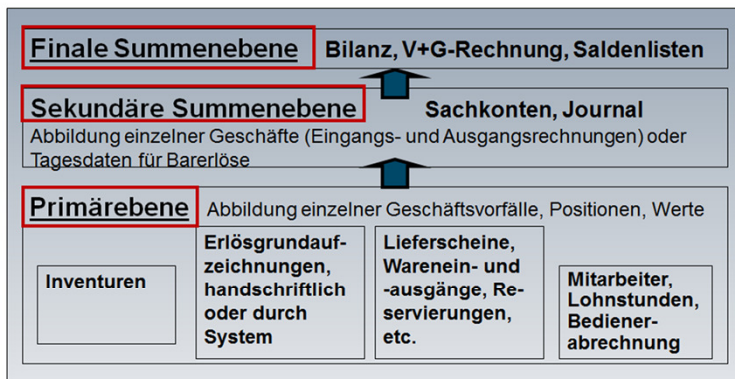 Finale Summenebene Bilanz, V+G-Rechnung, Saldenlisten
Sekundäre Summenebene Sachkonten, Journal
Abbildung einzelner Geschäfte (Eingangs- und Ausgangsrechnungen) oder
Tagesdaten für Barerlöse
Primärebene Abbildung einzelner Geschäftsvorfälle, Positionen, Werte
Inventuren
Erlösgrundauf-
zeichnungen,
handschriftlich
oder durch
System
Lieferscheine,
Warenein- und
-ausgänge, Re-
servierungen,
etc.
Mitarbeiter,
Lohnstunden,
Bediener-
abrechnung